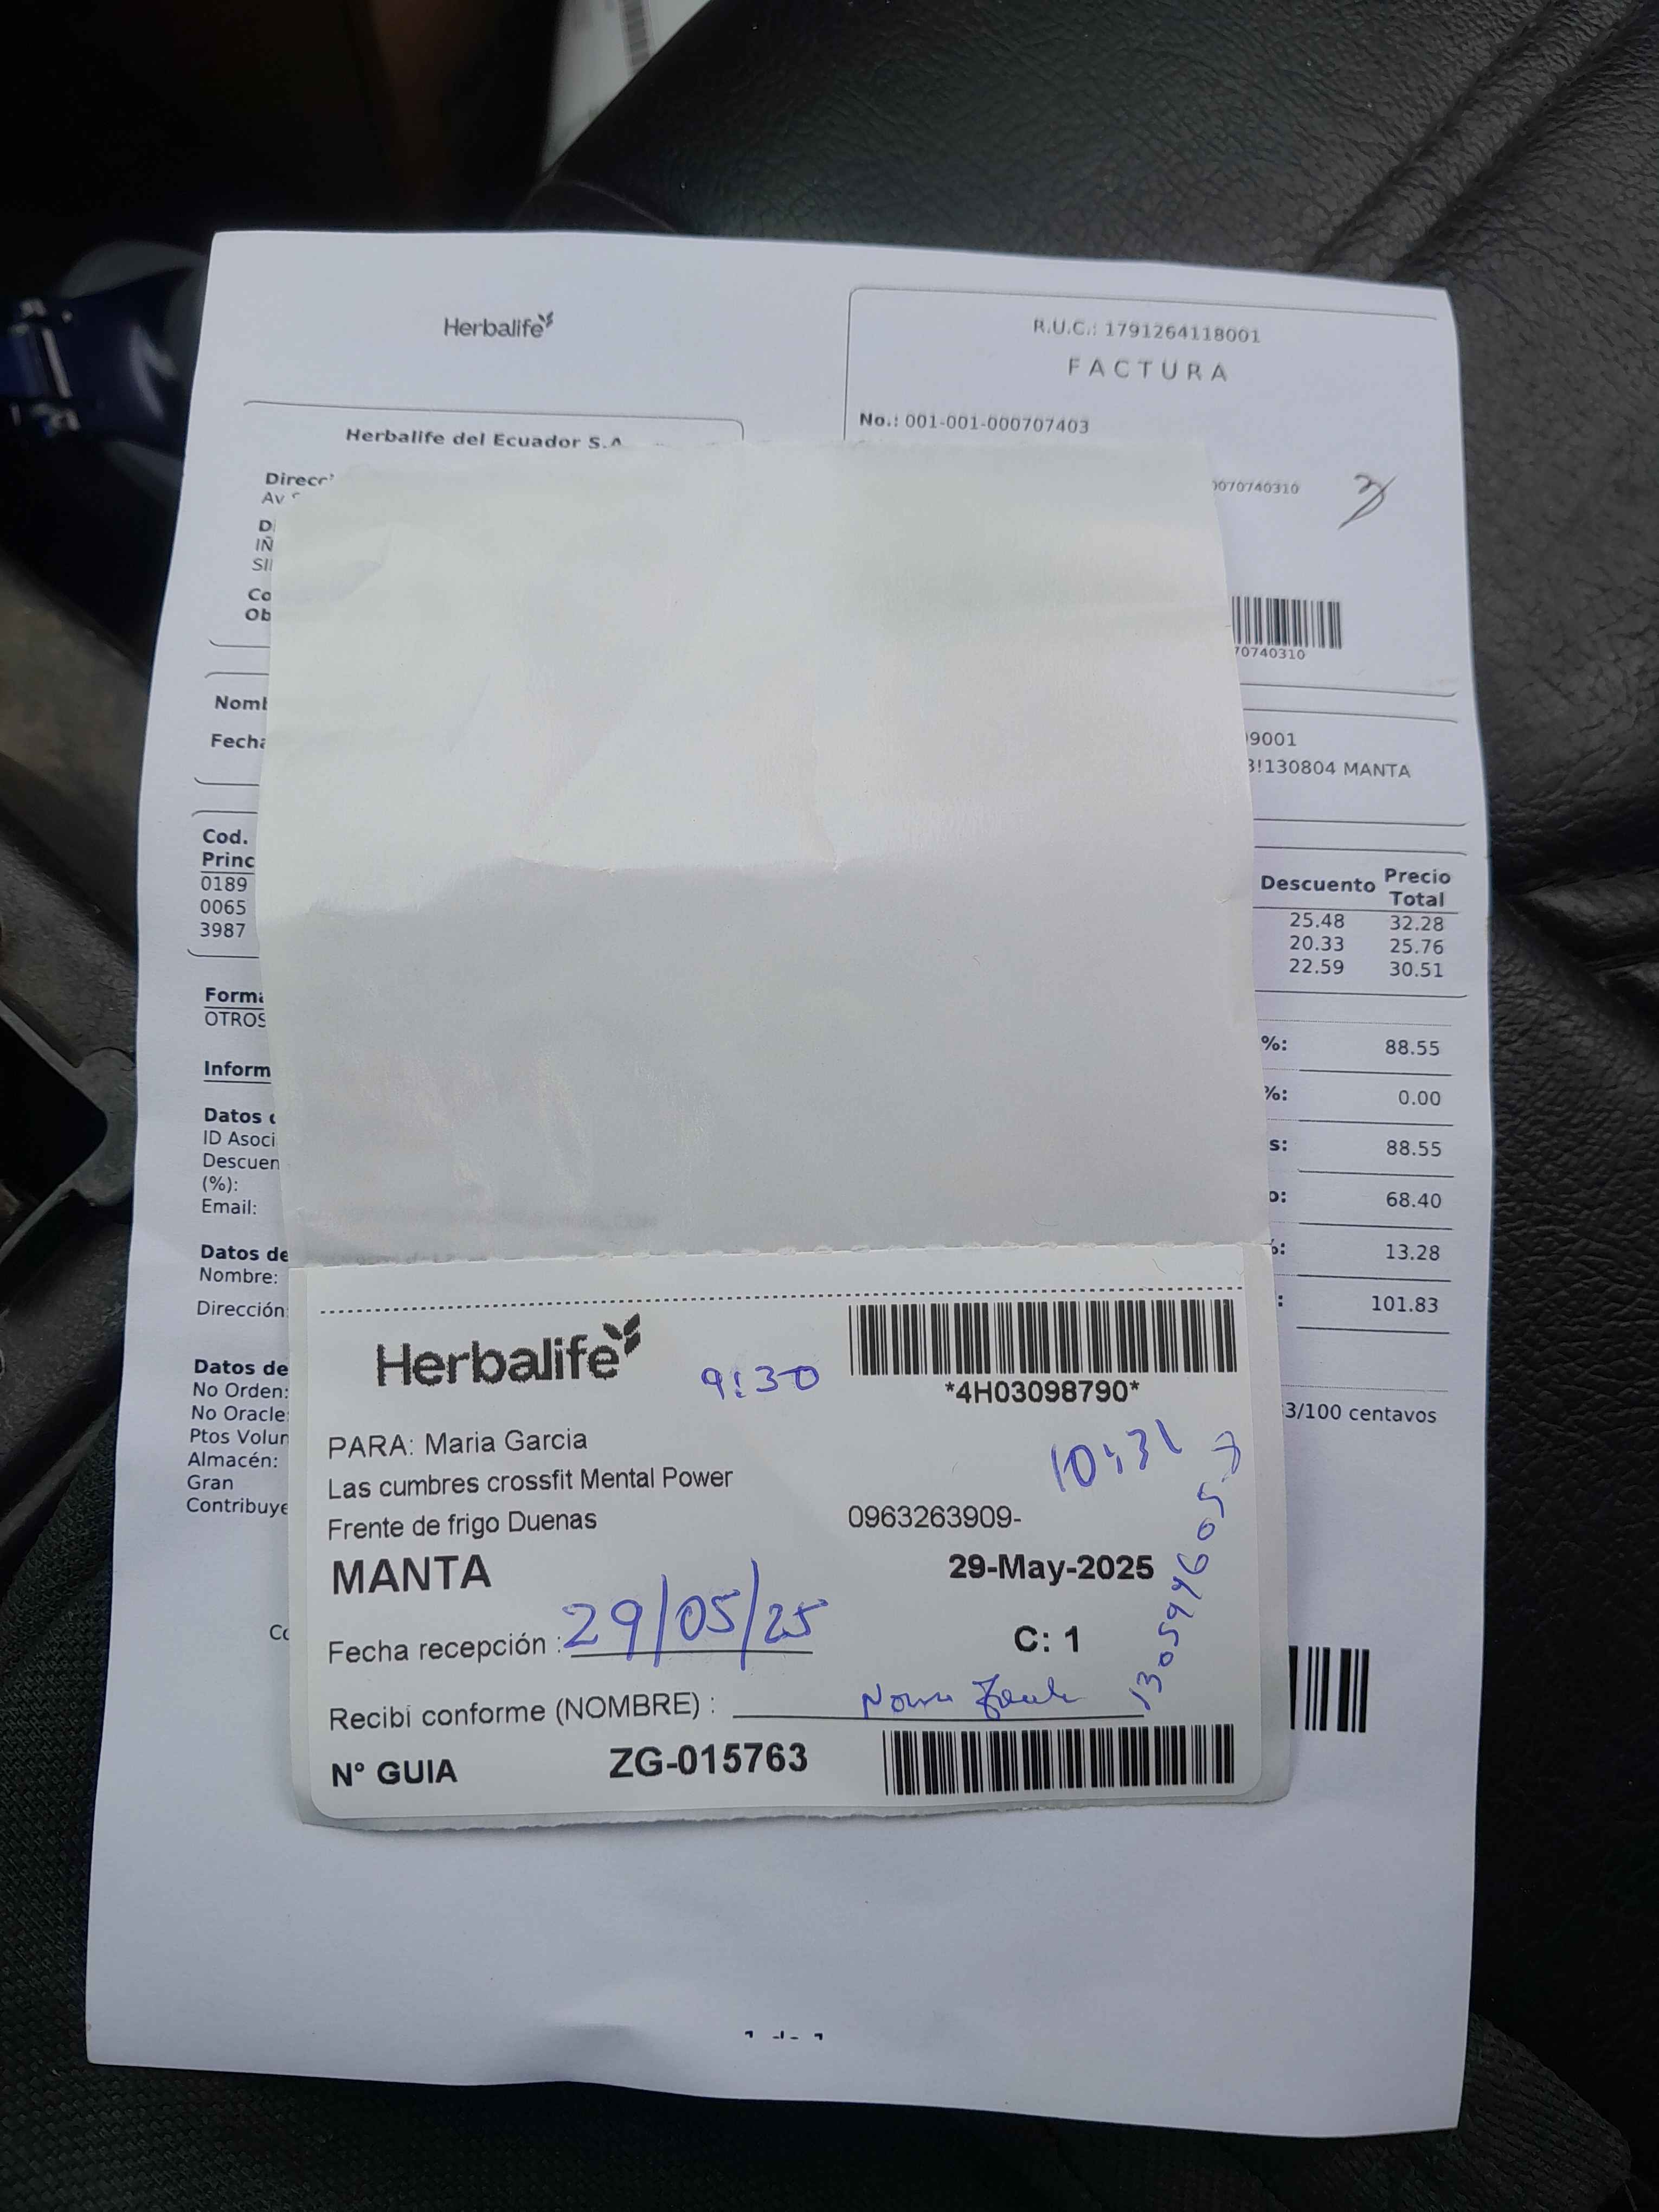 Herbalife
R.U.C.: 1791264118001
FACTURA
No.: 001-001-000707403
Herbalife del Ecuador S.A
Direcc
Av
0070740310
D
IÑ
SI
Co
Ob
70740310
Nomb
9001
Fecha
3!130804 MANTA
Cod.
Princ
Descuento Precio Total
0189 25.48 32.28
0065 20.33 25.76
3987 22.59 30.51
Forma
OTROS
%: 88.55
%: 0.00
s: 88.55
o: 68.40
%: 13.28
: 101.83
Inform
Datos d
ID Asoci
Descuen
(%):
Email:
Datos de
Nombre:
Dirección:
Datos de
No Orden:
No Oracle:
Ptos Volun
Almacén:
Gran
Contribuye
3/100 centavos
Co
Herbalife
9:30
*4H03098790*
PARA: Maria Garcia
10:31
Las cumbres crossfit Mental Power
Frente de frigo Duenas 0963263909-
MANTA 29-May-2025
Fecha recepción : 29/05/25 C: 1
Recibi conforme (NOMBRE) :
N° GUIA ZG-015763